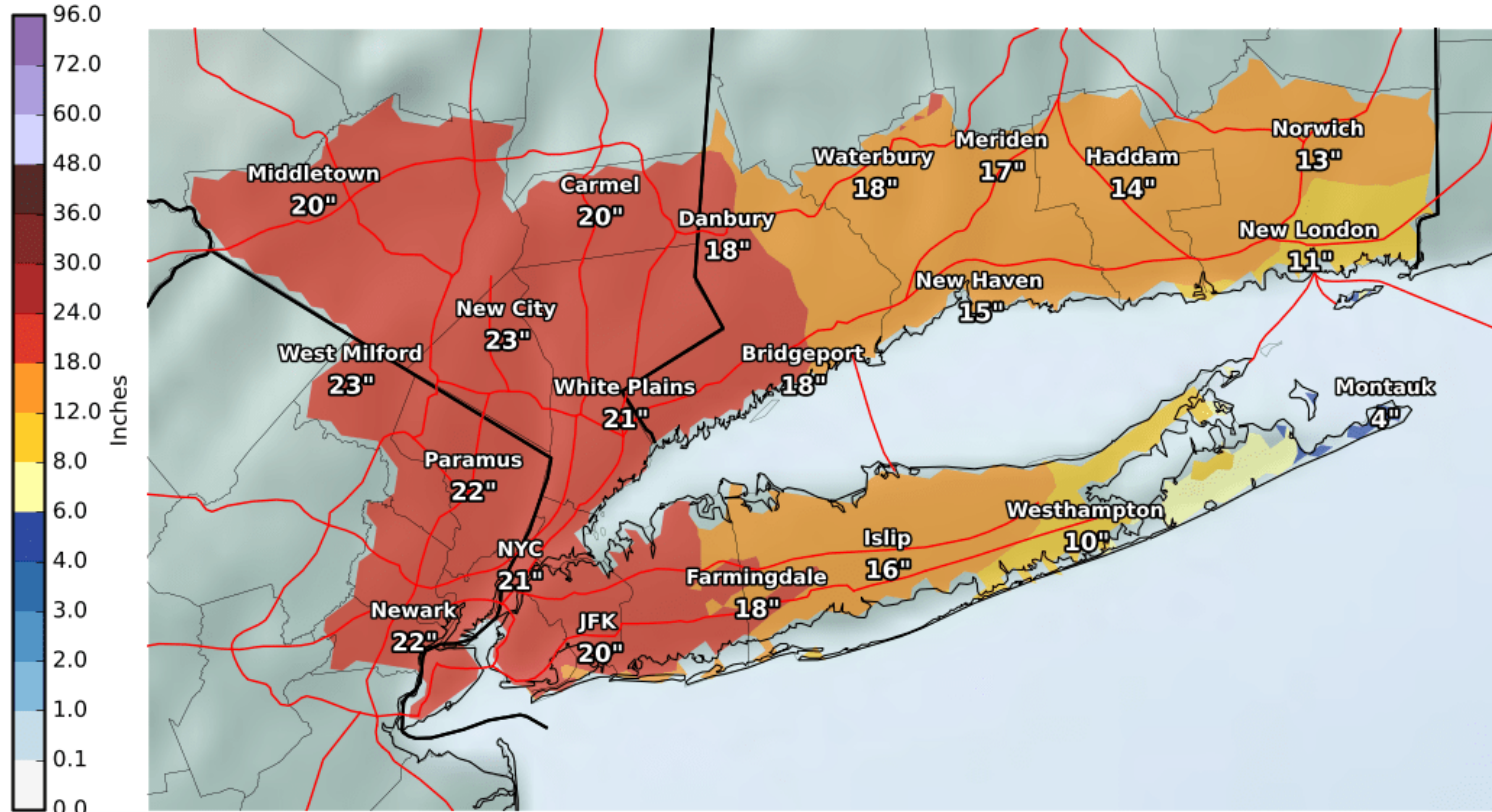 96.0
72.0
60.0
48.0
36.0
30.0
24.0
18.0
12.0
8.0
6.0
4.0
3.0
2.0
1.0
0.1
0.0
Inches
Middletown
20"
Carmel
20"
Danbury
18"
Waterbury
18"
Meriden
17"
Haddam
14"
Norwich
13"
New London
11"
New Haven
15"
New City
23"
West Milford
23"
White Plains
21"
Bridgeport
18"
Montauk
4"
Paramus
22"
Westhampton
10"
Islip
16"
NYC
21"
Farmingdale
18"
Newark
22"
JFK
20"